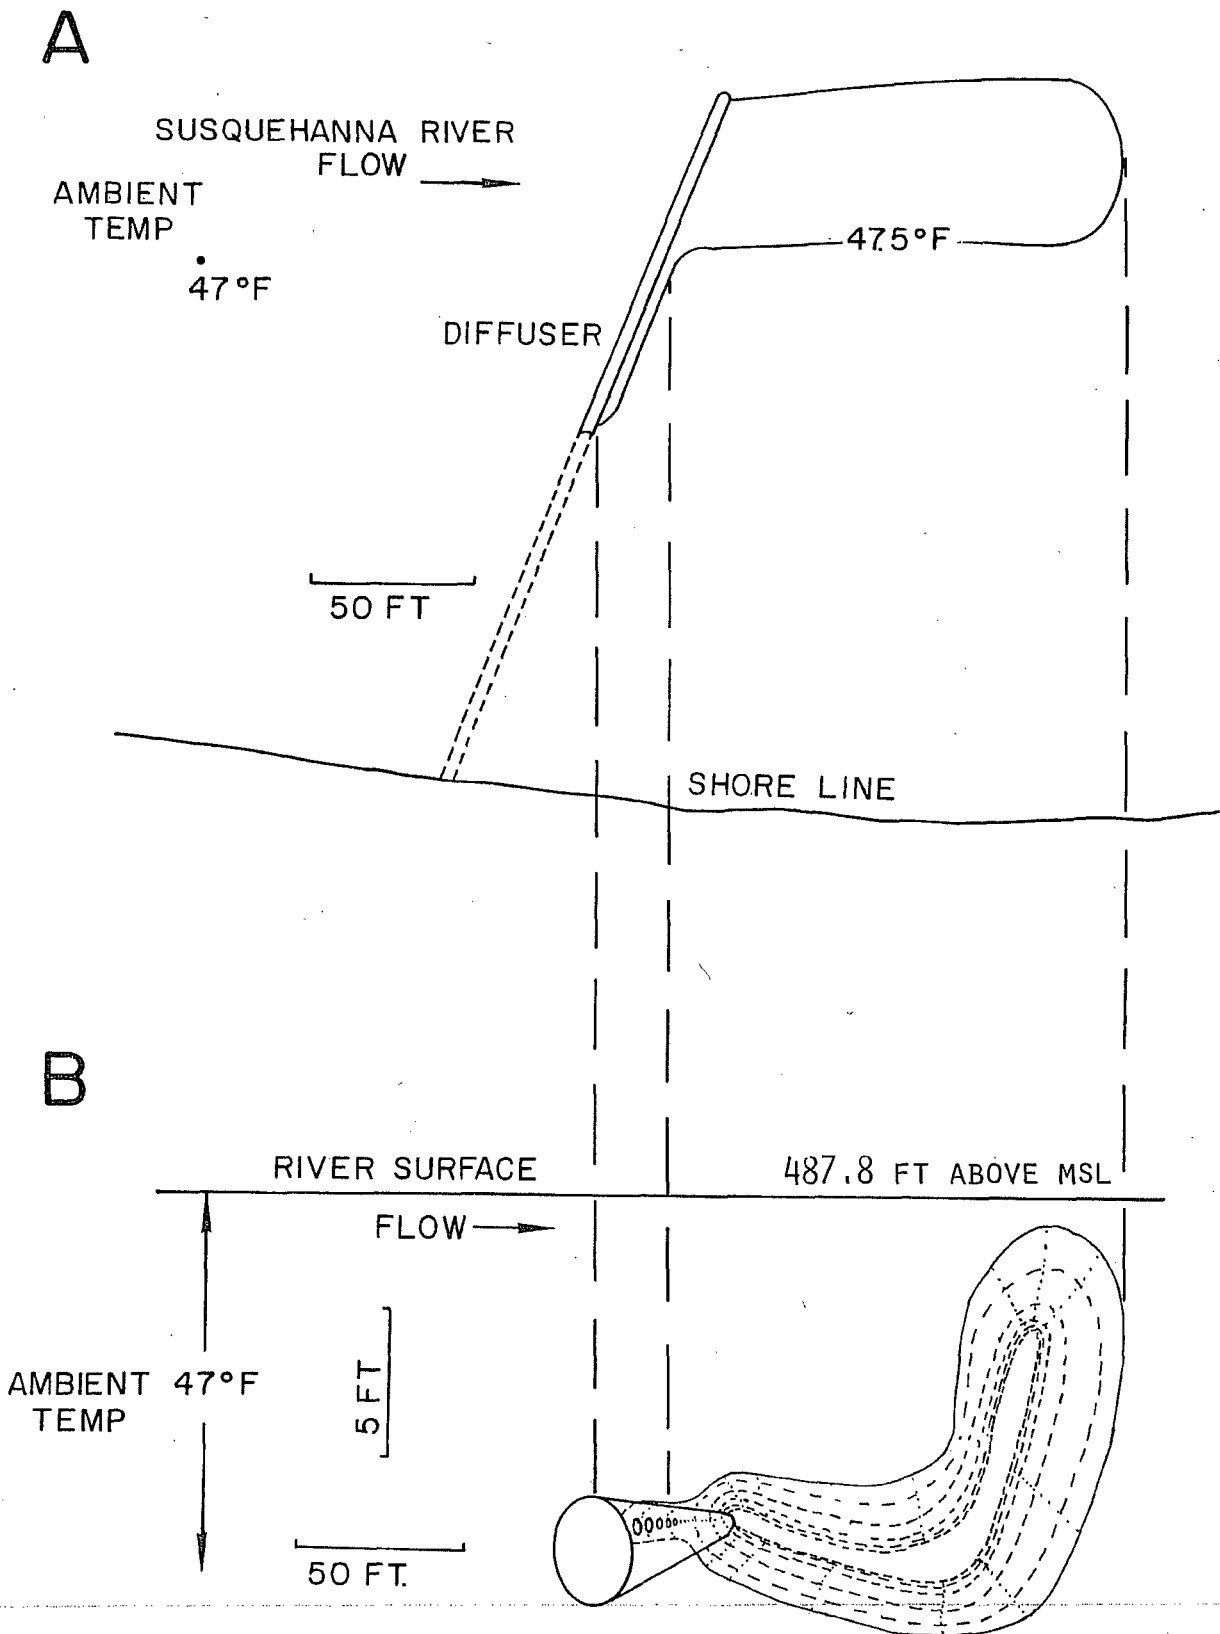 A
SUSQUEHANNA RIVER
FLOW
AMBIENT
TEMP
47°F
47.5°F
DIFFUSER
50 FT
SHORE LINE
B
RIVER SURFACE
487.8 FT ABOVE MSL
FLOW
5 FT
AMBIENT 47°F
TEMP
50 FT.